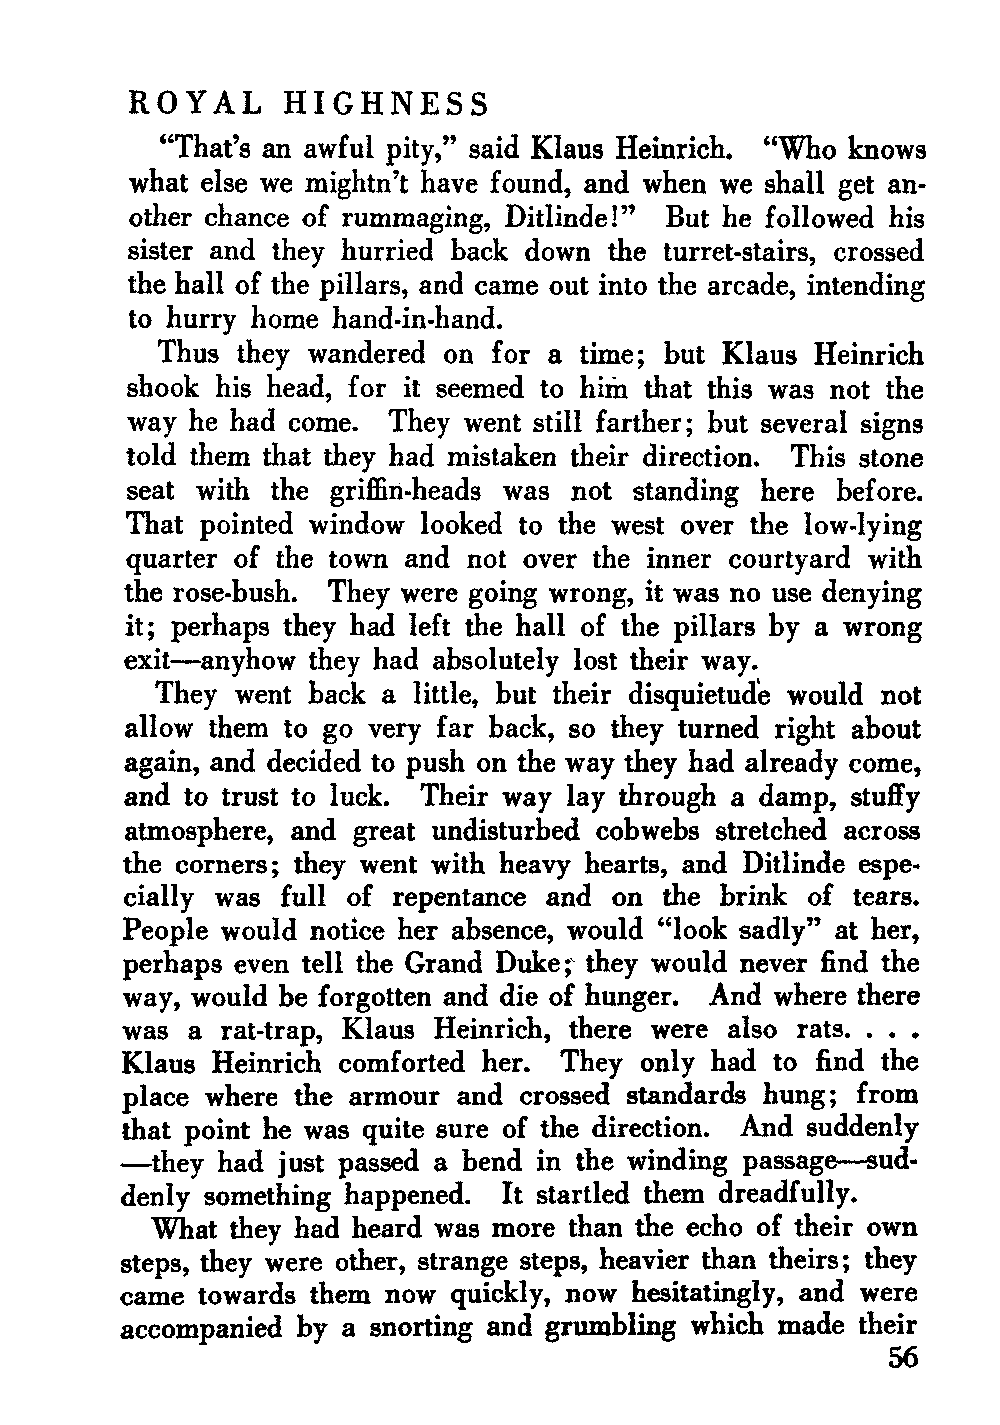 ROYAL HIGHNESS
“That’s an awful pity,” said Klaus Heinrich. “Who knows
what else we mightn’t have found, and when we shall get an-
other chance of rummaging, Ditlinde!” But he followed his
sister and they hurried back down the turret-stairs, crossed
the hall of the pillars, and came out into the arcade, intending
to hurry home hand-in-hand.
Thus they wandered on for a time; but Klaus Heinrich
shook his head, for it seemed to him that this was not the
way he had come. They went still farther; but several signs
told them that they had mistaken their direction. This stone
seat with the griffin-heads was not standing here before.
That pointed window looked to the west over the low-lying
quarter of the town and not over the inner courtyard with
the rose-bush. They were going wrong, it was no use denying
it; perhaps they had left the hall of the pillars by a wrong
exit—anyhow they had absolutely lost their way.
They went back a little, but their disquietude would not
allow them to go very far back, so they turned right about
again, and decided to push on the way they had already come,
and to trust to luck. Their way lay through a damp, stuffy
atmosphere, and great undisturbed cobwebs stretched across
the corners; they went with heavy hearts, and Ditlinde espe-
cially was full of repentance and on the brink of tears.
People would notice her absence, would “look sadly” at her,
perhaps even tell the Grand Duke; they would never find the
way, would be forgotten and die of hunger. And where there
was a rat-trap, Klaus Heinrich, there were also rats. . . .
Klaus Heinrich comforted her. They only had to find the
place where the armour and crossed standards hung; from
that point he was quite sure of the direction. And suddenly
—they had just passed a bend in the winding passage—sud-
denly something happened. It startled them dreadfully.
What they had heard was more than the echo of their own
steps, they were other, strange steps, heavier than theirs; they
came towards them now quickly, now hesitatingly, and were
accompanied by a snorting and grumbling which made their
56